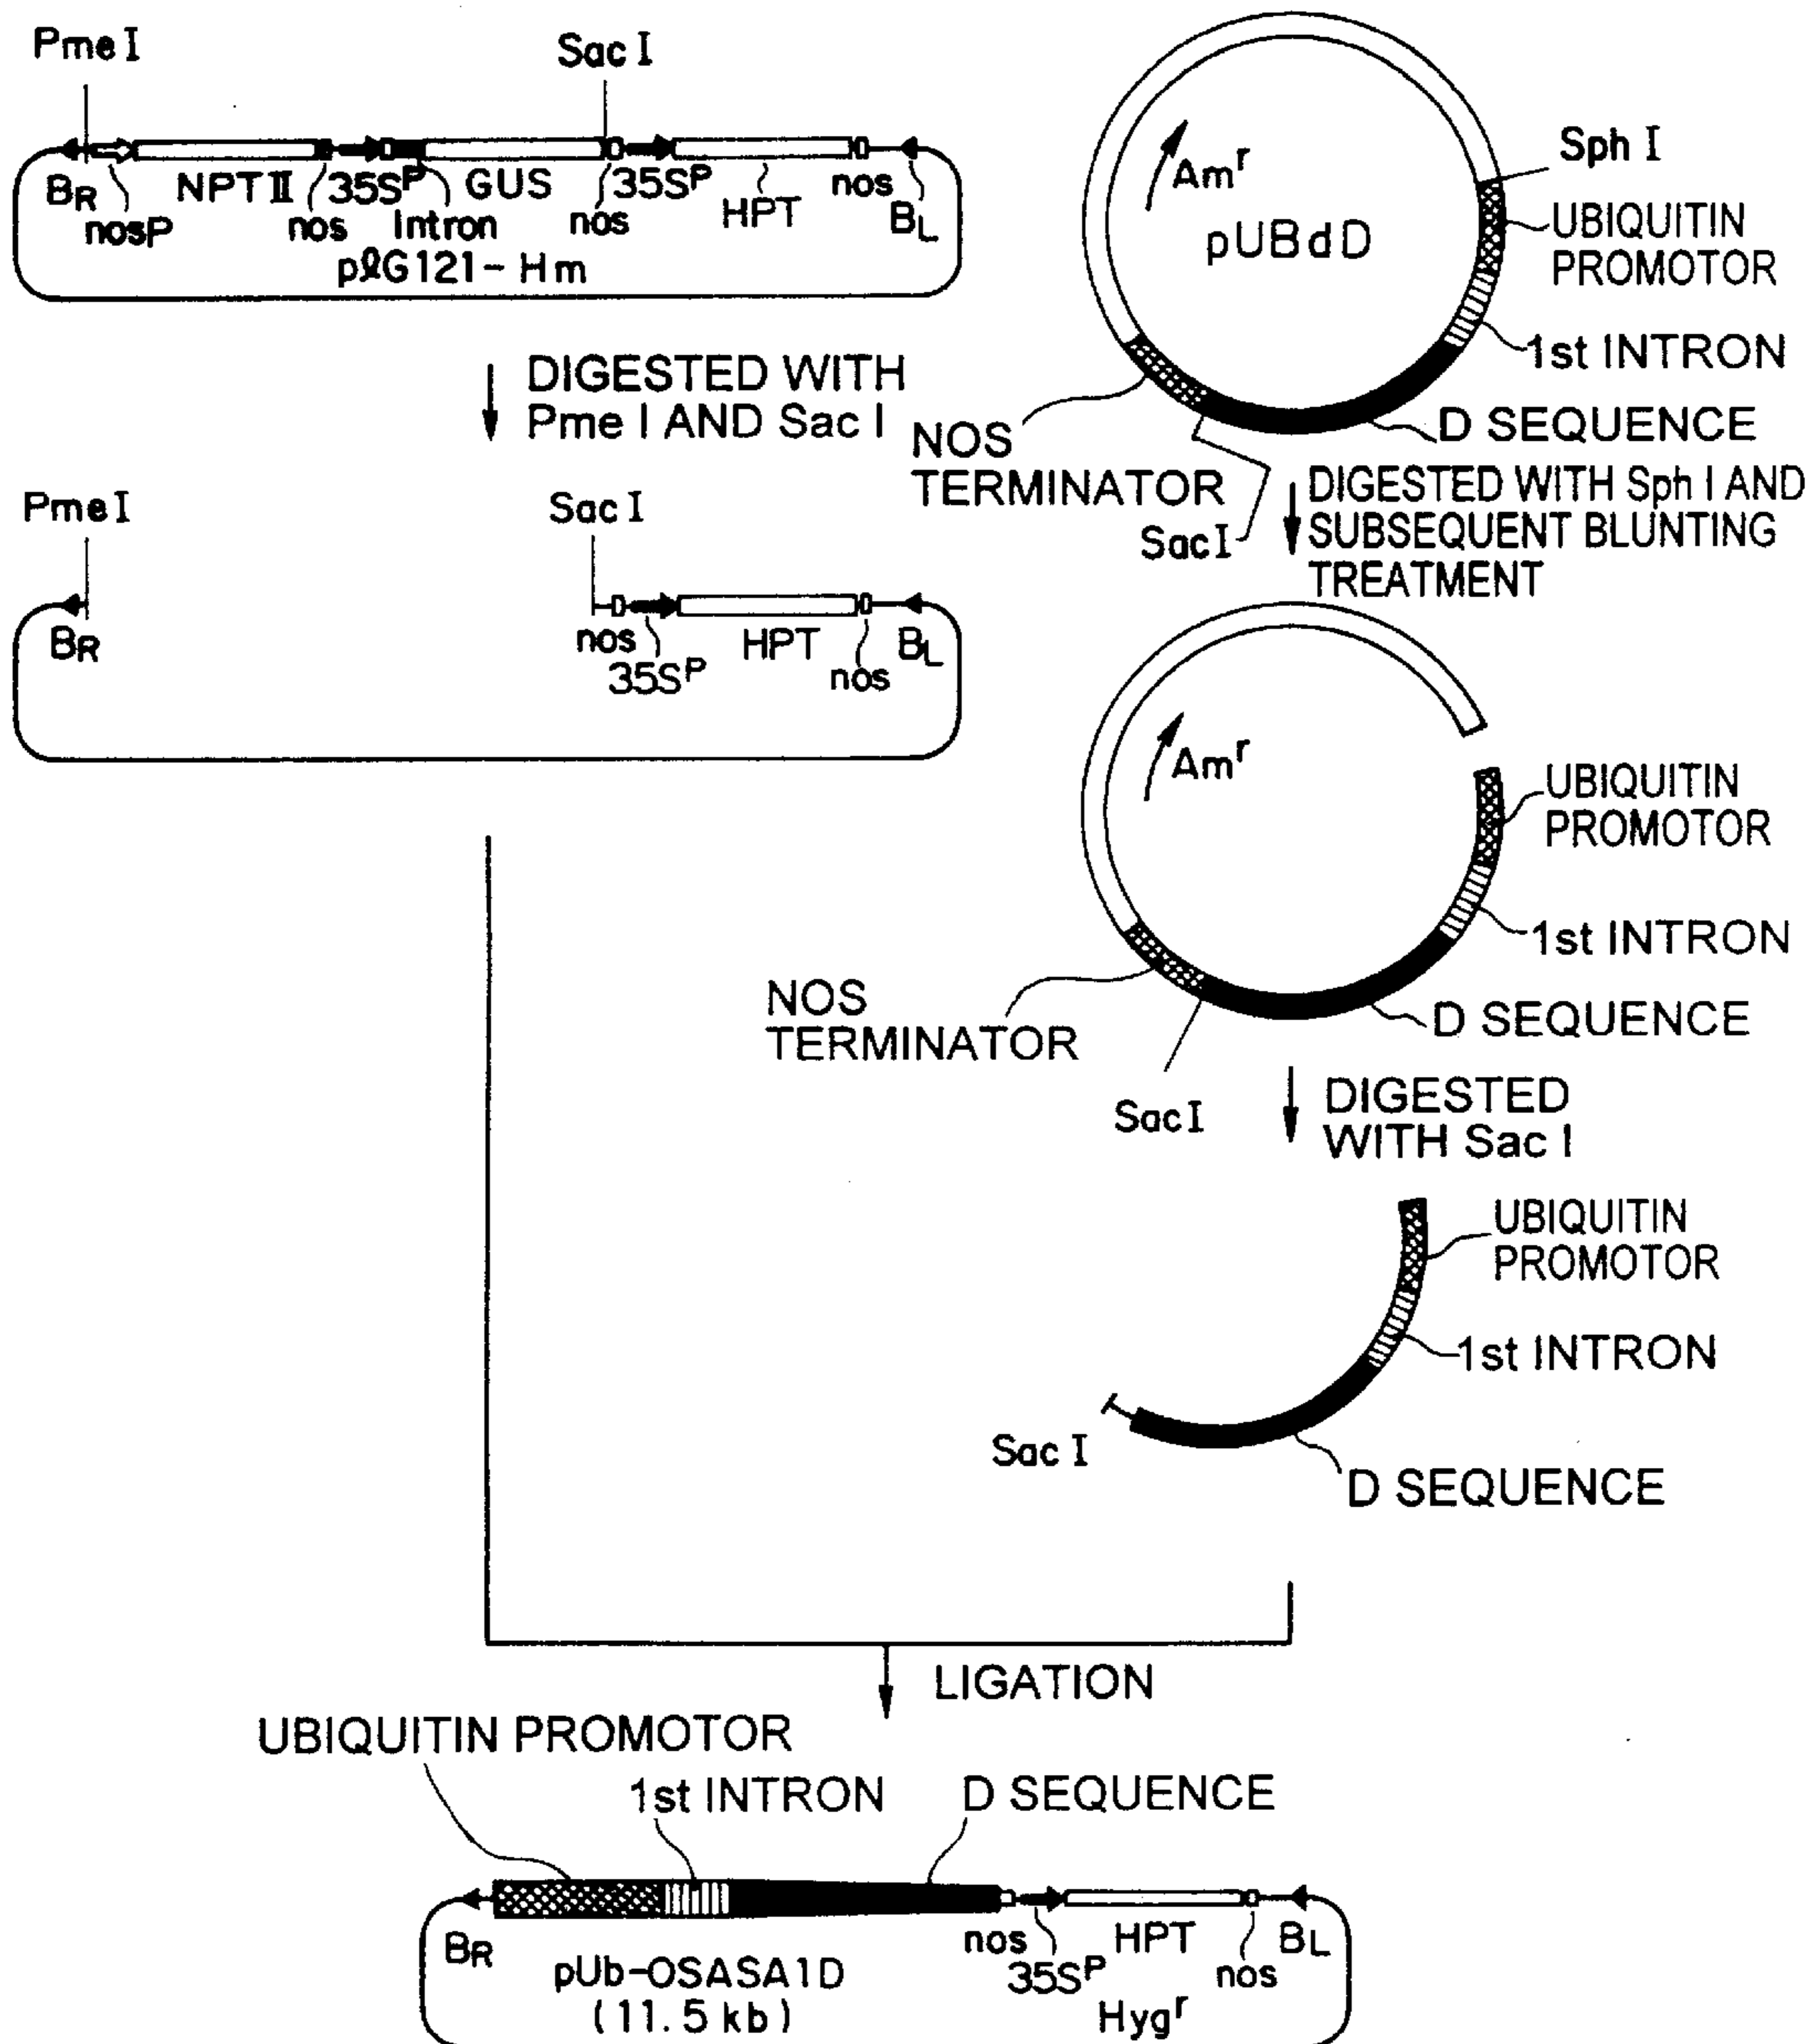 Pme I
Sac I
BR
nosP
NPT II
nos
35SP
Intron
GUS
nos
35SP
HPT
nos
BL
pℓG121-Hm
Amr
pUBdD
Sph I
UBIQUITIN
PROMOTOR
1st INTRON
D SEQUENCE
NOS
TERMINATOR
Sac I
DIGESTED WITH
Pme I AND Sac I
DIGESTED WITH Sph I AND
SUBSEQUENT BLUNTING
TREATMENT
Pme I
Sac I
BR
nos
35SP
HPT
nos
BL
Amr
UBIQUITIN
PROMOTOR
1st INTRON
D SEQUENCE
NOS
TERMINATOR
Sac I
DIGESTED
WITH Sac I
UBIQUITIN
PROMOTOR
1st INTRON
Sac I
D SEQUENCE
LIGATION
UBIQUITIN PROMOTOR
1st INTRON
D SEQUENCE
BR
nos
35SP
HPT
nos
BL
pUb-OSASA1D
(11.5 kb)
Hygr